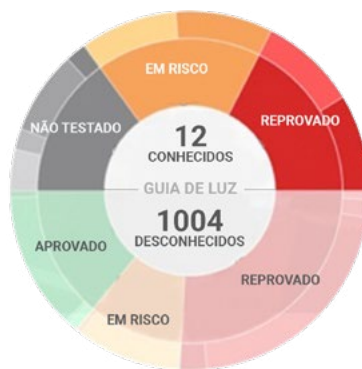 EM RISCO
NÃO TESTADO
REPROVADO
12
CONHECIDOS
GUIA DE LUZ
1004
DESCONHECIDOS
APROVADO
REPROVADO
EM RISCO